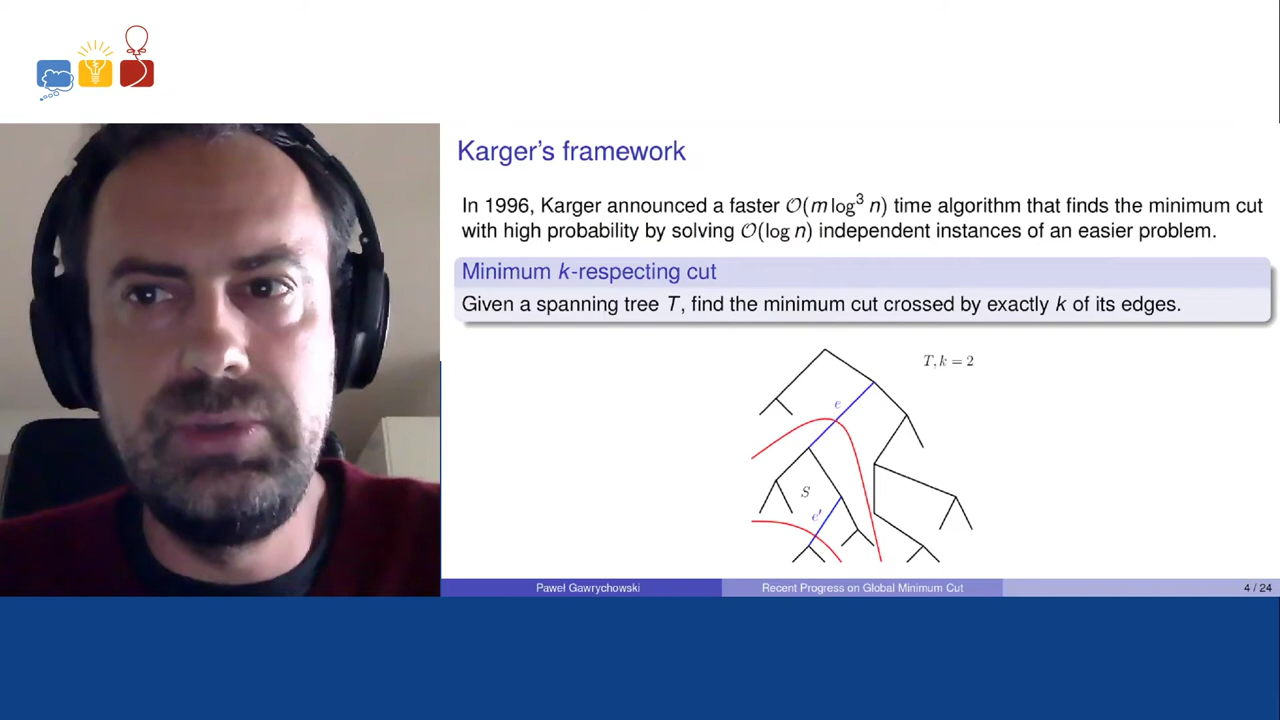 Karger's framework
In 1996, Karger announced a faster 𝒪(m log³ n) time algorithm that finds the minimum cut
with high probability by solving 𝒪(log n) independent instances of an easier problem.
Minimum k-respecting cut
Given a spanning tree T, find the minimum cut crossed by exactly k of its edges.
T, k = 2
e
S
e′
Paweł Gawrychowski
Recent Progress on Global Minimum Cut
4 / 24